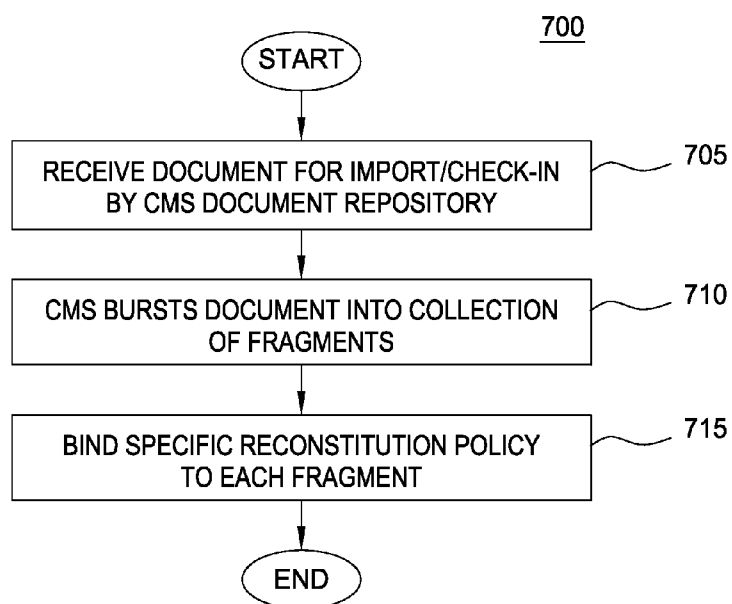 700
START
RECEIVE DOCUMENT FOR IMPORT/CHECK-IN
BY CMS DOCUMENT REPOSITORY
705
CMS BURSTS DOCUMENT INTO COLLECTION
OF FRAGMENTS
710
BIND SPECIFIC RECONSTITUTION POLICY
TO EACH FRAGMENT
715
END